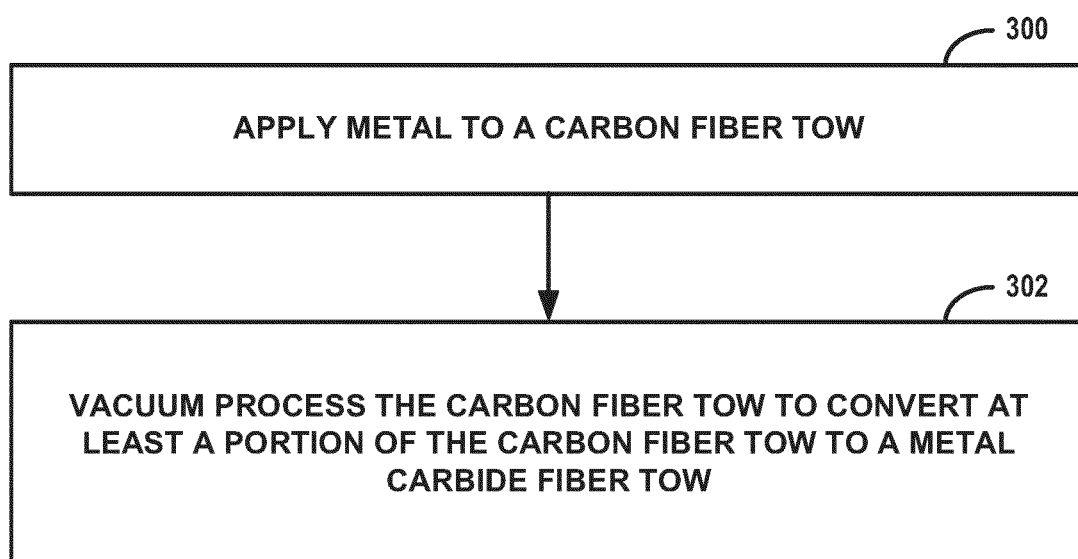 300
APPLY METAL TO A CARBON FIBER TOW
302
VACUUM PROCESS THE CARBON FIBER TOW TO CONVERT AT
LEAST A PORTION OF THE CARBON FIBER TOW TO A METAL
CARBIDE FIBER TOW